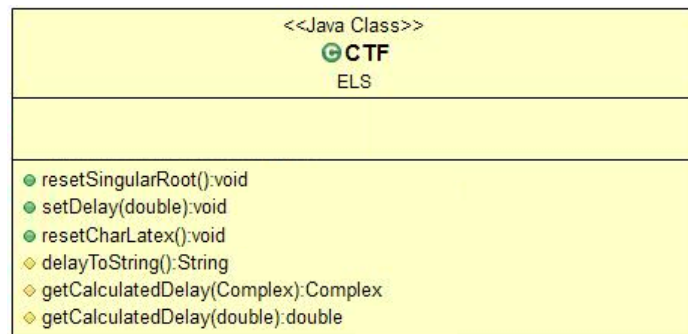 <<Java Class>>
C CTF
ELS
resetSingularRoot():void
setDelay(double):void
resetCharLatex():void
delayToString():String
getCalculatedDelay(Complex):Complex
getCalculatedDelay(double):double